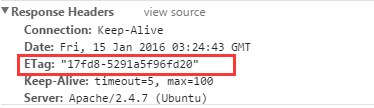 ▼Response Headers view source
Connection: Keep-Alive
Date: Fri, 15 Jan 2016 03:24:43 GMT
ETag: "17fd8-5291a5f96fd20"
Keep-Alive: timeout=5, max=100
Server: Apache/2.4.7 (Ubuntu)